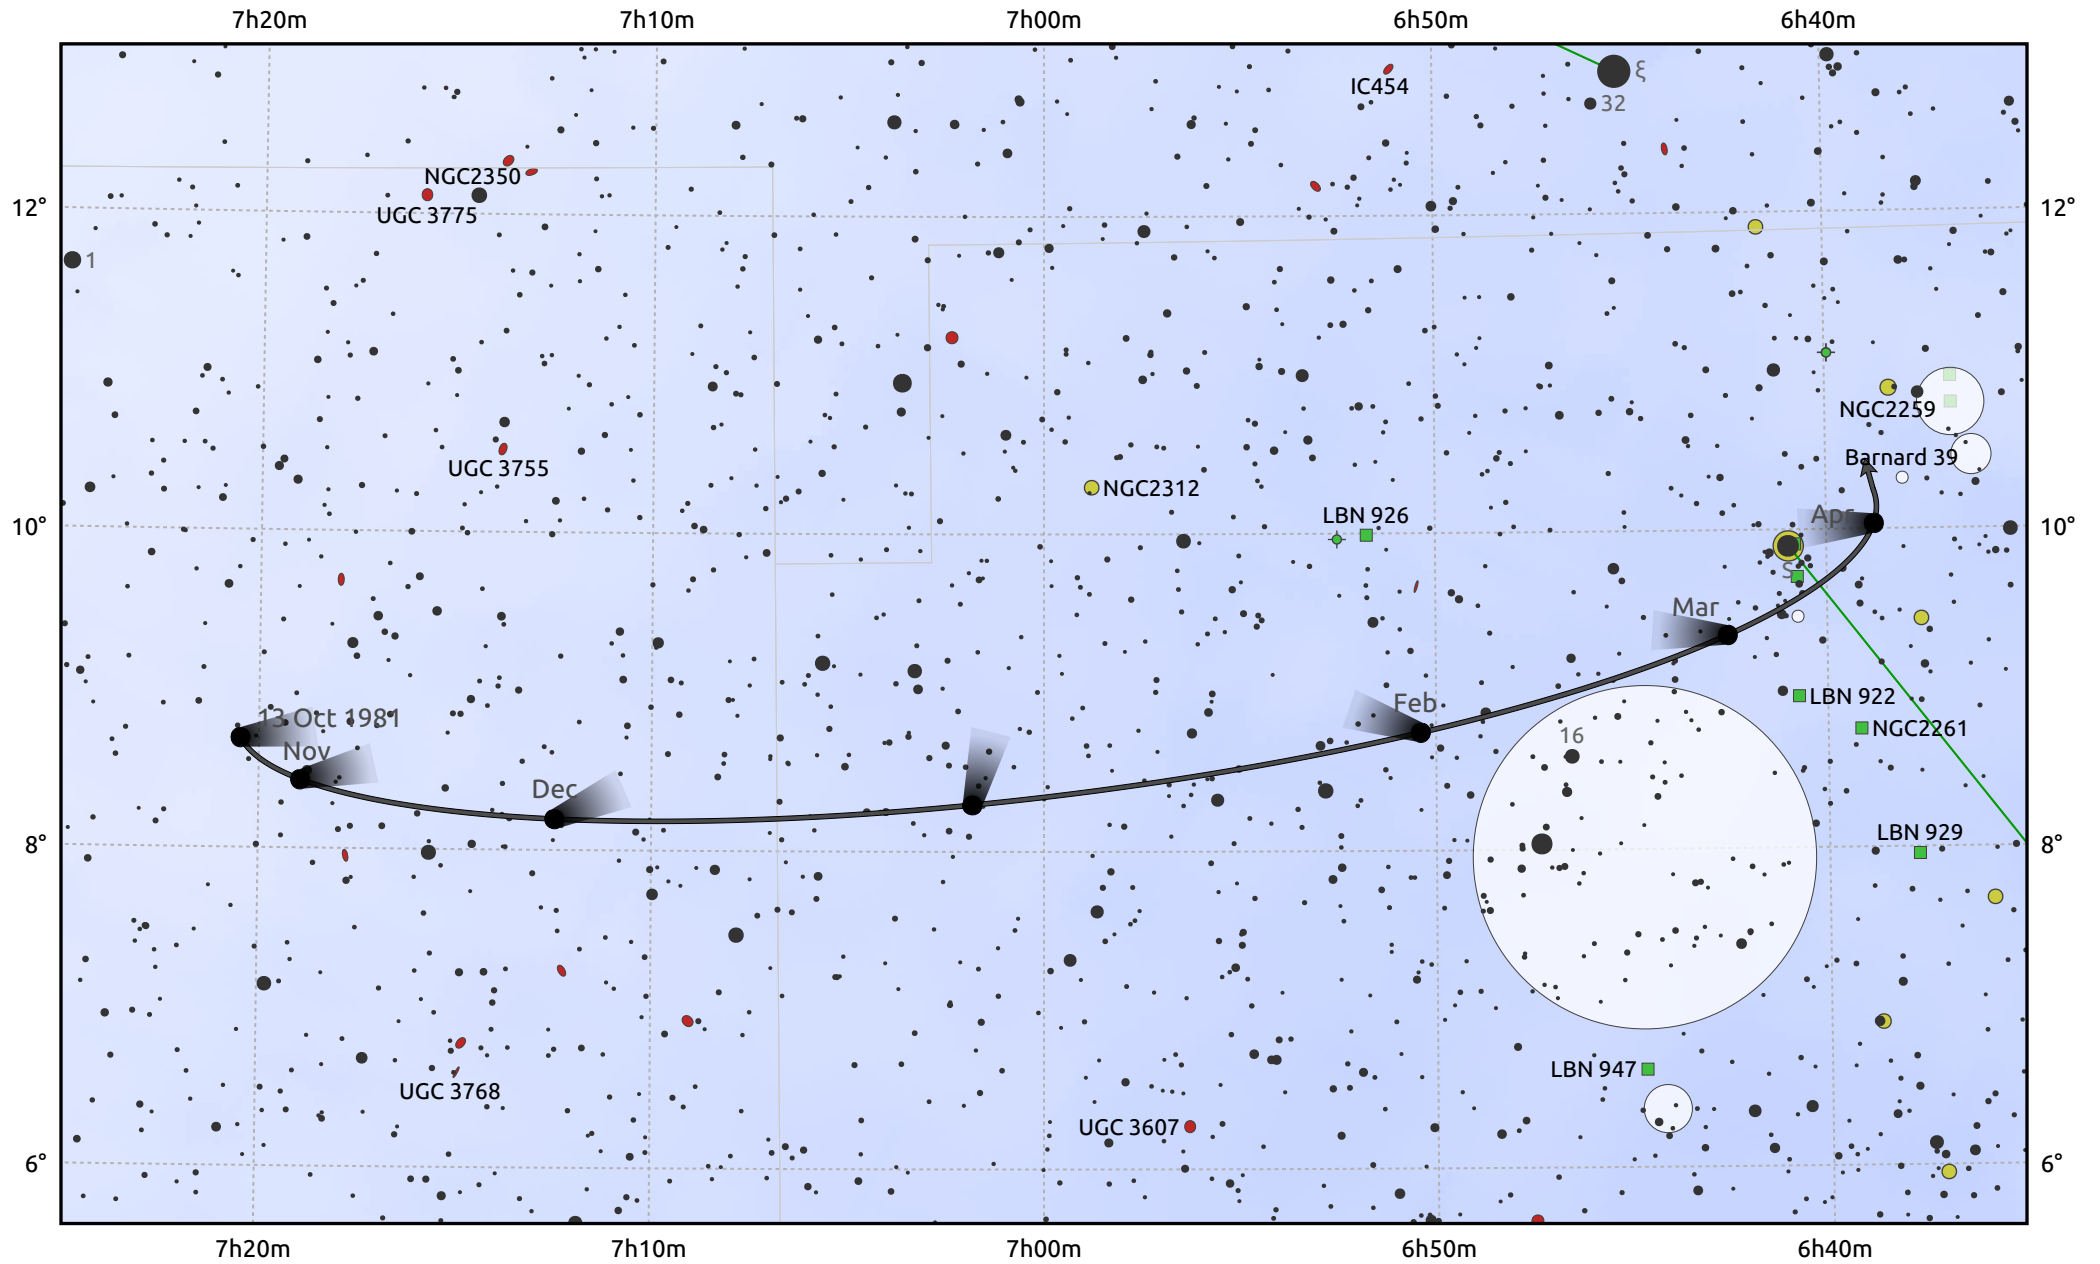 7h20m 7h10m 7h00m 6h50m 6h40m
IC454
ξ
32
NGC2350
12° 12°
UGC 3775
1
NGC2259
Barnard 39
UGC 3755
NGC2312
LBN 926
Apr
10° 10°
S
Mar
LBN 922
Feb
13 Oct 1981
NGC2261
16
Nov
Dec
LBN 929
8° 8°
LBN 947
UGC 3768
UGC 3607
6° 6°
7h20m 7h10m 7h00m 6h50m 6h40m